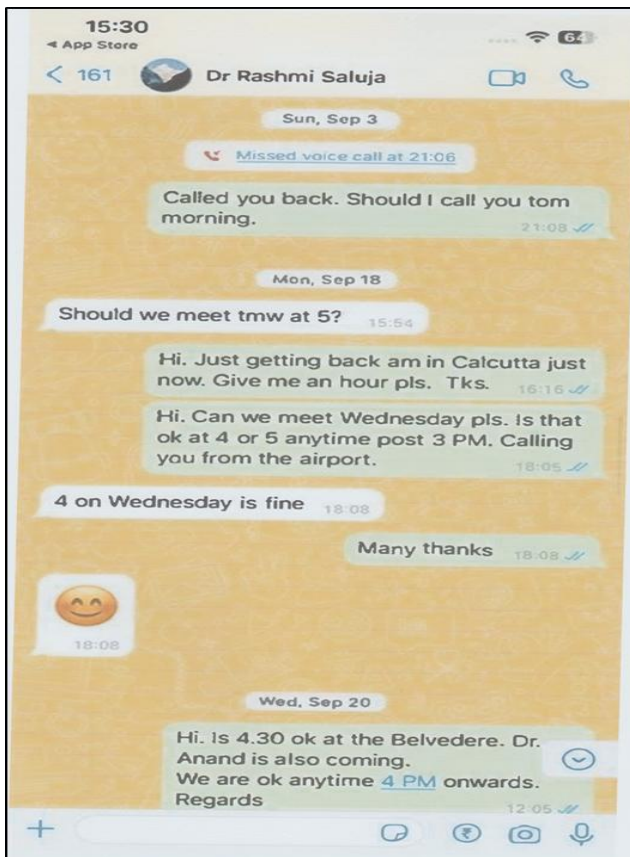 15:30
◂ App Store
64
< 161 Dr Rashmi Saluja
Sun, Sep 3
Missed voice call at 21:06
Called you back. Should I call you tom
morning.
21:08
Mon, Sep 18
Should we meet tmw at 5? 15:54
Hi. Just getting back am in Calcutta just
now. Give me an hour pls. Tks. 16:16
Hi. Can we meet Wednesday pls. Is that
ok at 4 or 5 anytime post 3 PM. Calling
you from the airport. 18:05
4 on Wednesday is fine 18:08
Many thanks 18:08
😊
18:08
Wed, Sep 20
Hi. Is 4.30 ok at the Belvedere. Dr.
Anand is also coming.
We are ok anytime 4 PM onwards.
Regards 12:05